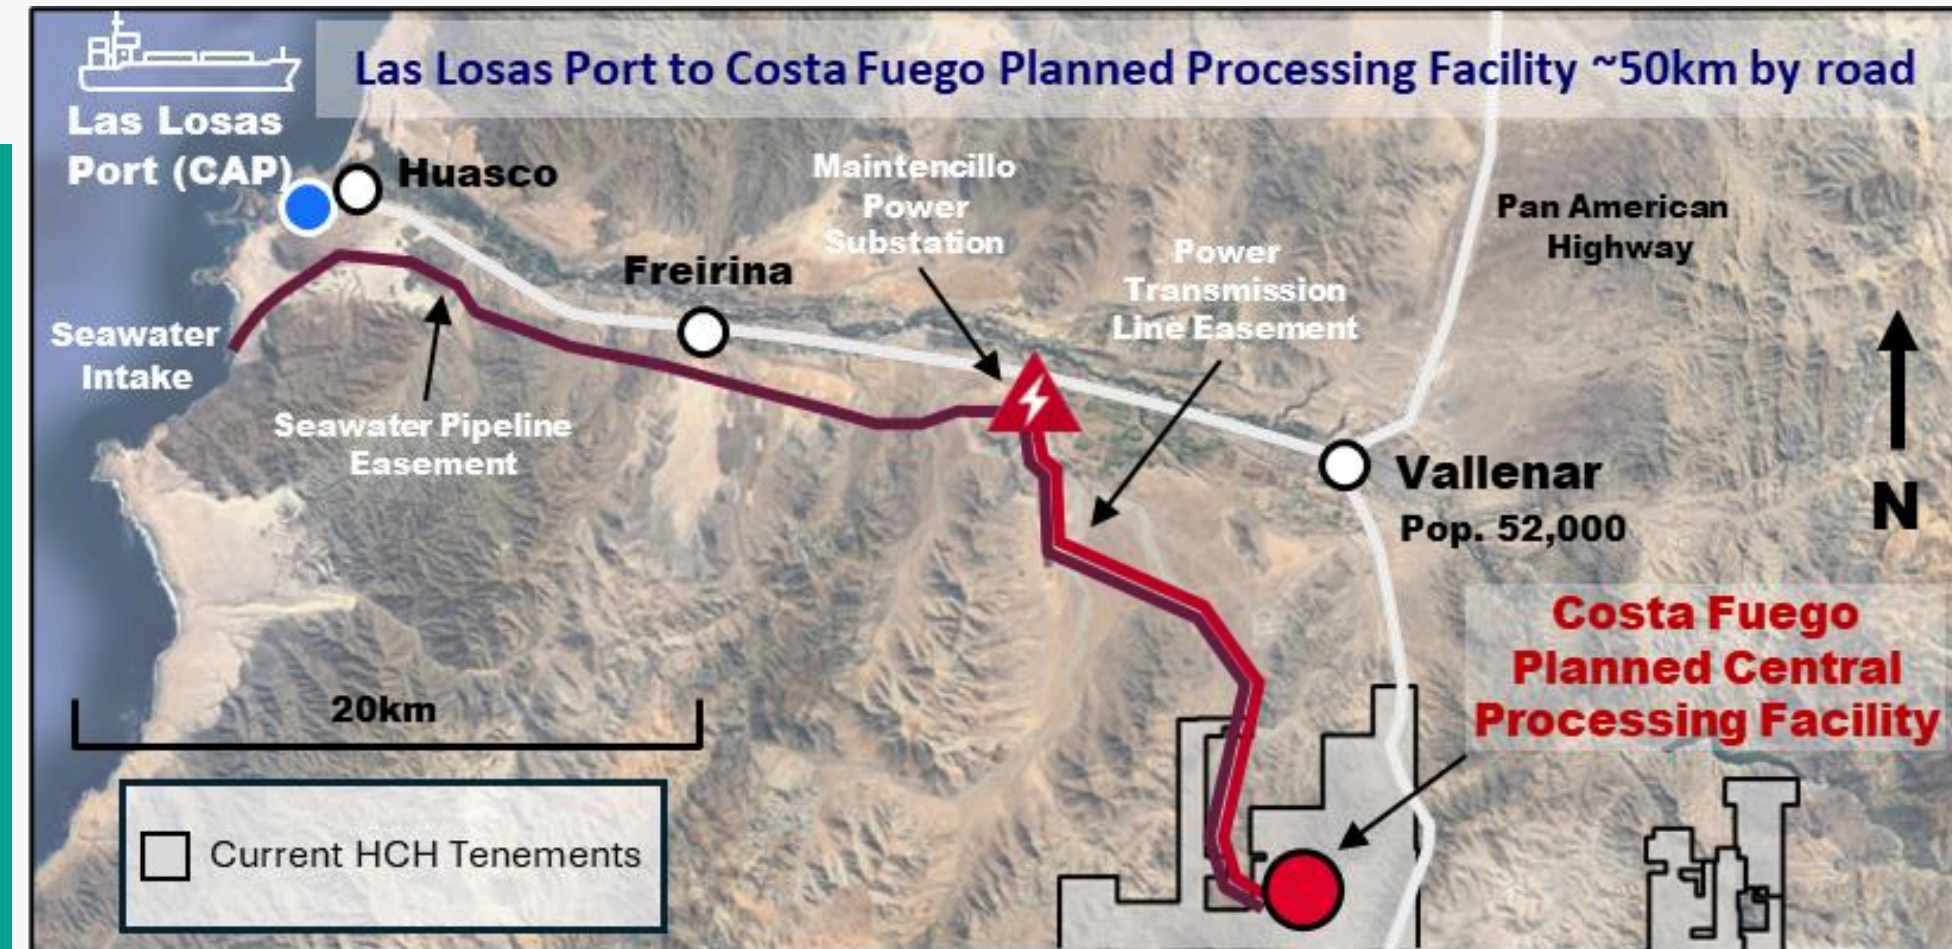 Las Losas Port to Costa Fuego Planned Processing Facility ~50km by road
Las Losas
Port (CAP)
Huasco
Maintencillo
Power
Substation
Pan American
Highway
Freirina
Power
Transmission
Line Easement
Seawater
Intake
Seawater Pipeline
Easement
Vallenar
Pop. 52,000
N
Costa Fuego
Planned Central
Processing Facility
20km
Current HCH Tenements